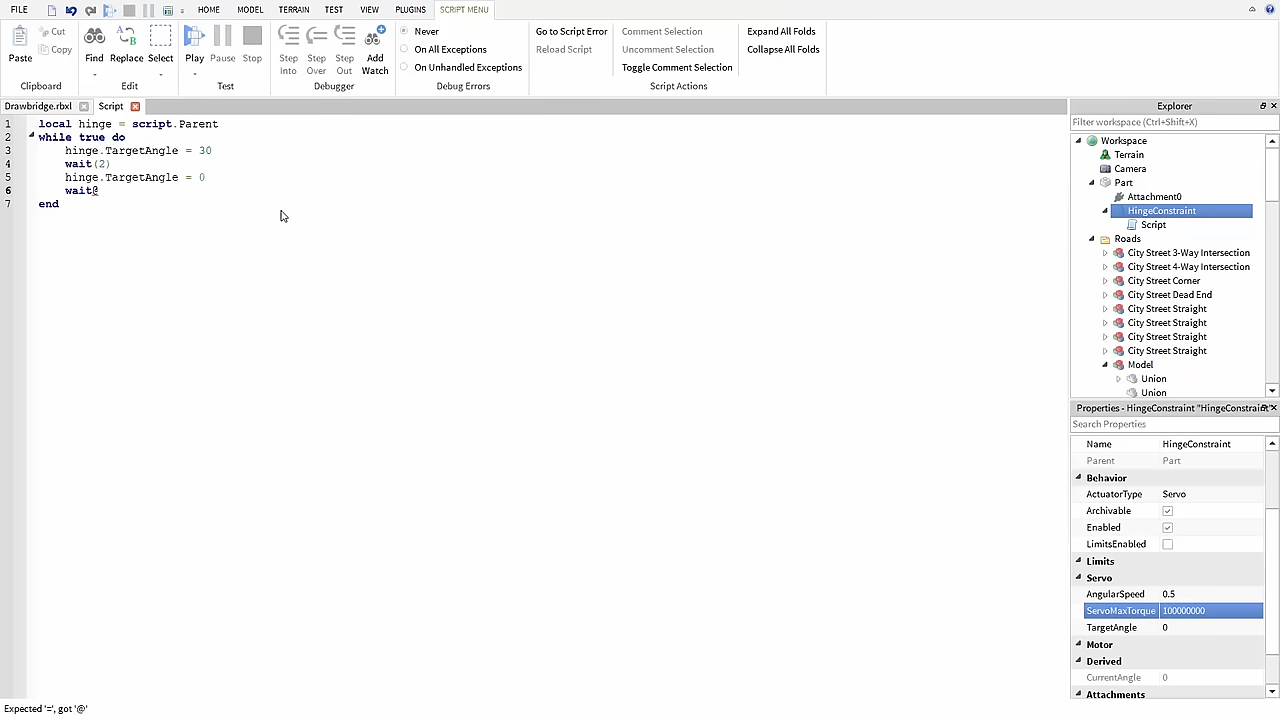 FILE HOME MODEL TERRAIN TEST VIEW PLUGINS SCRIPT MENU
Paste
Cut
Copy
Clipboard
Find
Replace
Select
Edit
Play
Pause
Stop
Test
Step Into
Step Over
Step Out
Add Watch
Debugger
Never
On All Exceptions
On Unhandled Exceptions
Debug Errors
Go to Script Error
Reload Script
Comment Selection
Uncomment Selection
Toggle Comment Selection
Expand All Folds
Collapse All Folds
Script Actions
Drawbridge.rbxl Script
1 local hinge = script.Parent
2 while true do
3 hinge.TargetAngle = 30
4 wait(2)
5 hinge.TargetAngle = 0
6 wait@
7 end
Explorer
Filter workspace (Ctrl+Shift+X)
Workspace
Terrain
Camera
Part
Attachment0
HingeConstraint
Script
Roads
City Street 3-Way Intersection
City Street 4-Way Intersection
City Street Corner
City Street Dead End
City Street Straight
City Street Straight
City Street Straight
City Street Straight
Model
Union
Union
Properties - HingeConstraint "HingeConstraint"
Search Properties
Name HingeConstraint
Parent Part
Behavior
ActuatorType Servo
Archivable
Enabled
LimitsEnabled
Limits
Servo
AngularSpeed 0.5
ServoMaxTorque 100000000
TargetAngle 0
Motor
Derived
CurrentAngle 0
Attachments
Expected '=', got '@'